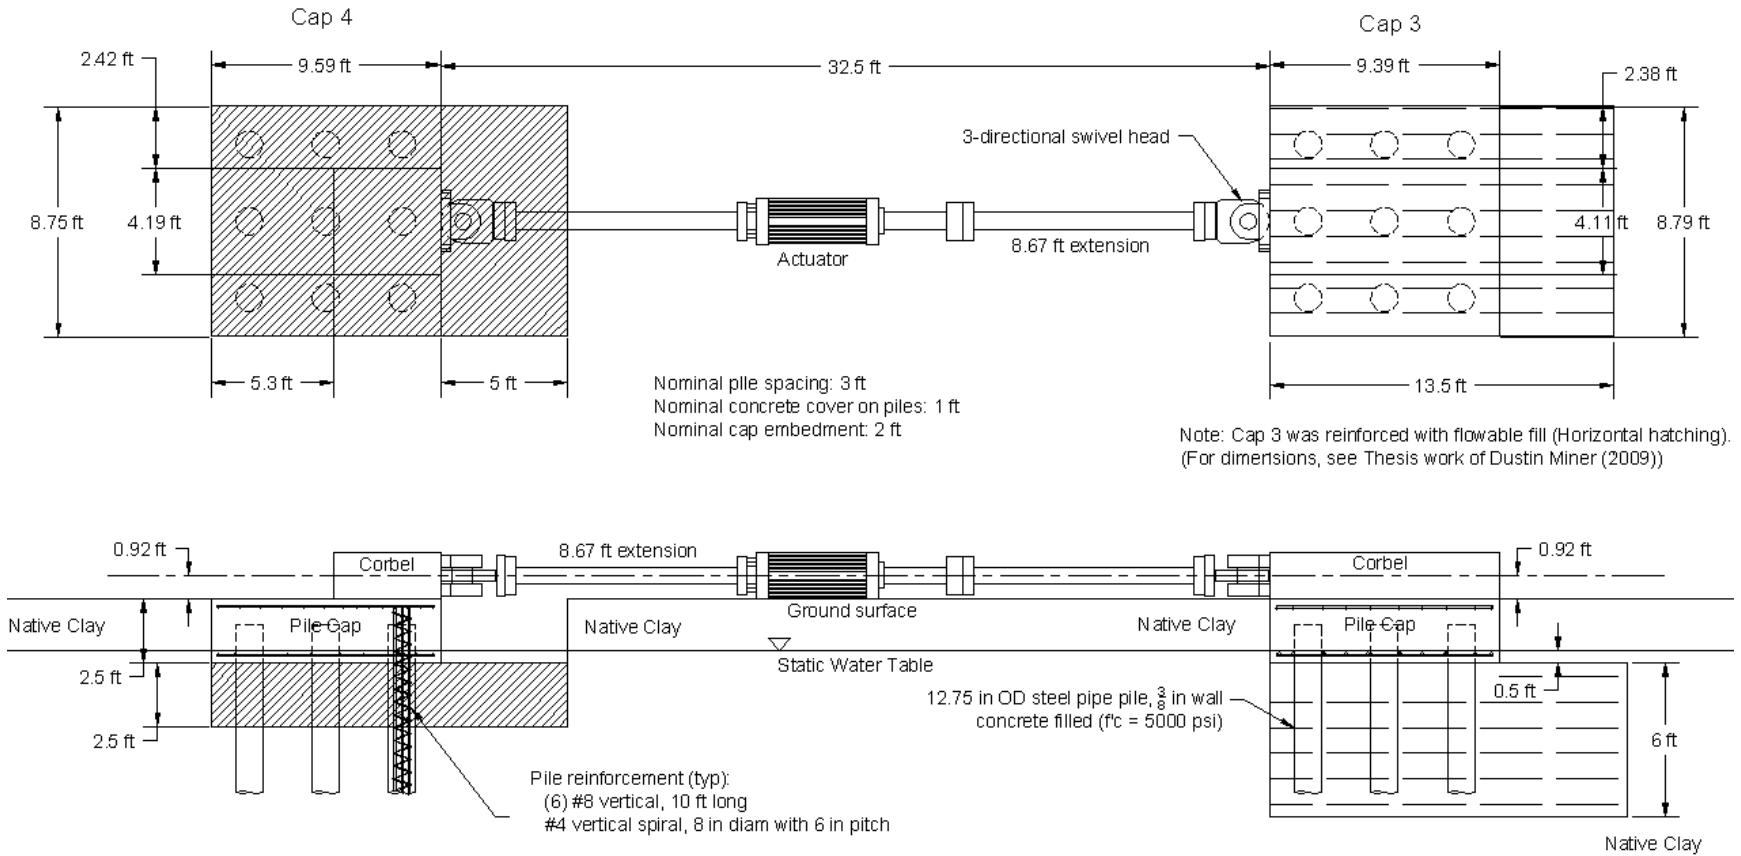 Cap 4
Cap 3
2.42 ft
9.59 ft
32.5 ft
9.39 ft
2.38 ft
3-directional swivel head
8.75 ft
4.19 ft
4.11 ft
8.79 ft
8.67 ft extension
Actuator
5.3 ft
5 ft
13.5 ft
Nominal pile spacing: 3 ft
Nominal concrete cover on piles: 1 ft
Nominal cap embedment: 2 ft
Note: Cap 3 was reinforced with flowable fill (Horizontal hatching).
(For dimensions, see Thesis work of Dustin Miner (2009))
0.92 ft
Corbel
8.67 ft extension
Corbel
0.92 ft
Ground surface
Native Clay
Pile Cap
Native Clay
Native Clay
Pile Cap
Static Water Table
2.5 ft
0.5 ft
12.75 in OD steel pipe pile, 3/8 in wall
concrete filled (f'c = 5000 psi)
2.5 ft
6 ft
Pile reinforcement (typ):
(6) #8 vertical, 10 ft long
#4 vertical spiral, 8 in diam with 6 in pitch
Native Clay